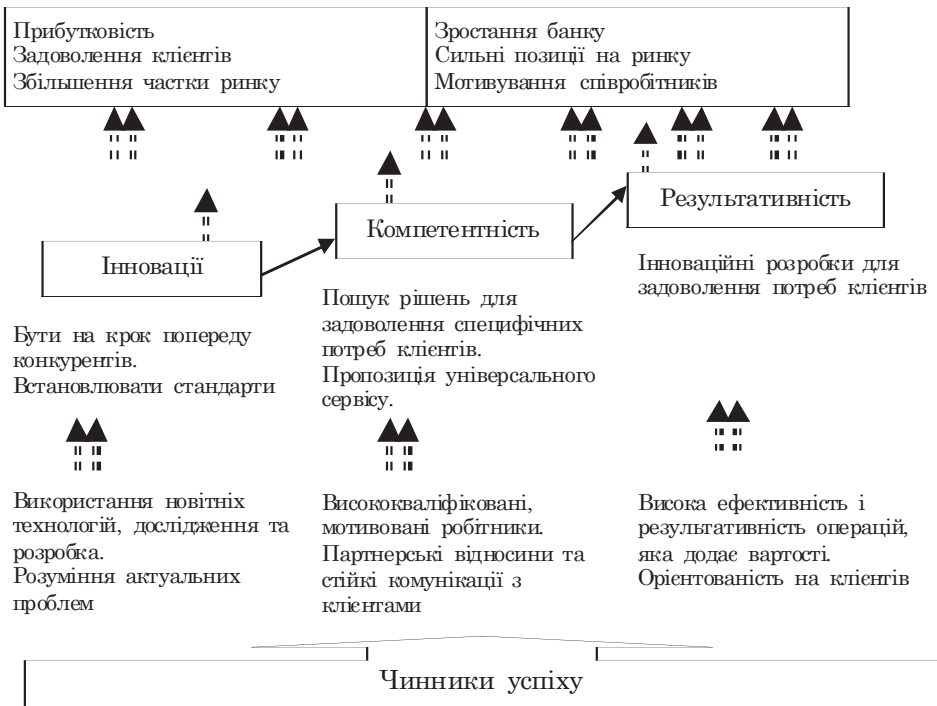 Прибутковість
Задоволення клієнтів
Збільшення частки ринку
Зростання банку
Сильні позиції на ринку
Мотивування співробітників
Інновації
Компетентність
Результативність
Бути на крок попереду
конкурентів.
Встановлювати стандарти
Пошук рішень для
задоволення специфічних
потреб клієнтів.
Пропозиція універсального
сервісу.
Інноваційні розробки для
задоволення потреб клієнтів
Використання новітніх
технологій, дослідження та
розробка.
Розуміння актуальних
проблем
Висококваліфіковані,
мотивовані робітники.
Партнерські відносини та
стійкі комунікації з
клієнтами
Висока ефективність і
результативність операцій,
яка додає вартості.
Орієнтованість на клієнтів
Чинники успіху